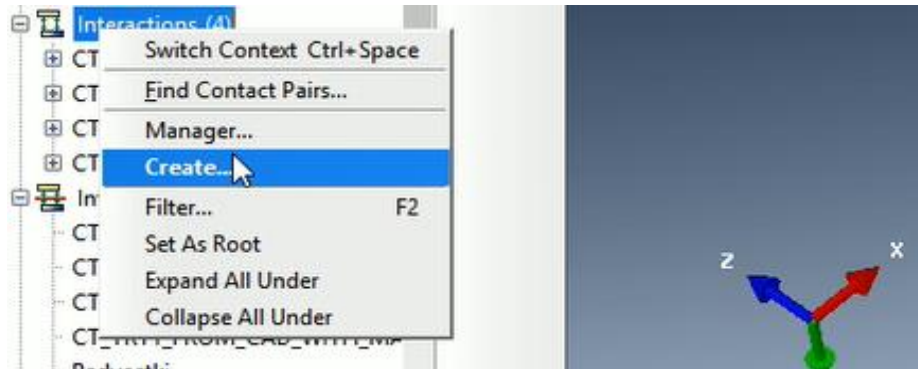 Interactions (4)
Switch Context Ctrl+Space
CT
Find Contact Pairs...
CT
Manager...
CT
Create...
CT
Filter... F2
In
Set As Root
CT
Expand All Under
CT
Collapse All Under
CT
Z
X